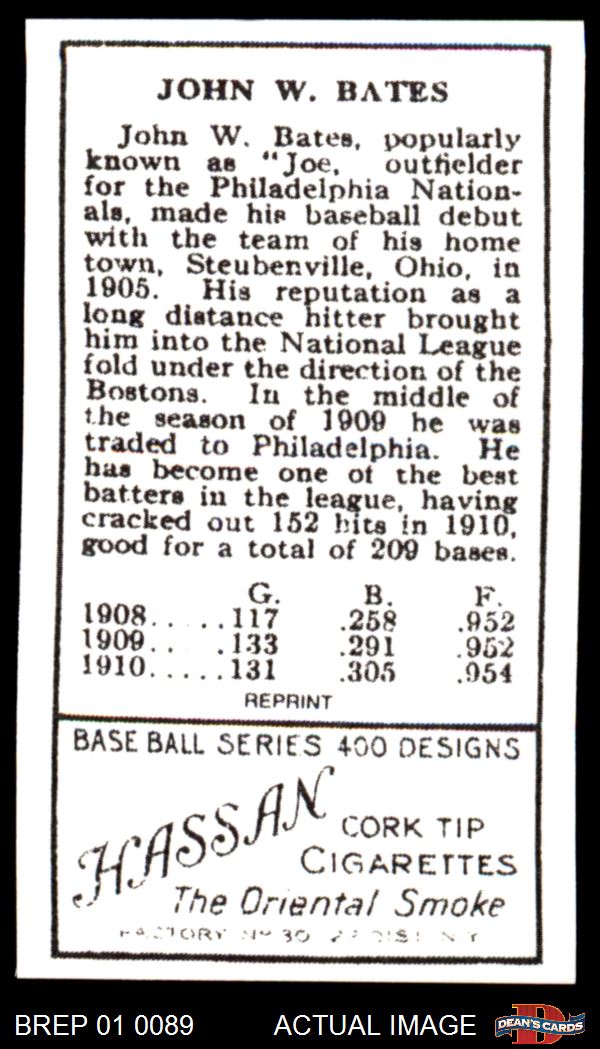 JOHN W. BATES
John W. Bates, popularly
known as "Joe, outfielder
for the Philadelphia Nation-
als, made his baseball debut
with the team of his home
town, Steubenville, Ohio, in
1905. His reputation as a
long distance hitter brought
him into the National League
fold under the direction of the
Bostons. In the middle of
the season of 1909 he was
traded to Philadelphia. He
has become one of the best
batters in the league, having
cracked out 152 hits in 1910,
good for a total of 209 bases.
G. B. F.
1908.....117 .258 .952
1909.....133 .291 .952
1910.....131 .305 .954
REPRINT
BASE BALL SERIES 400 DESIGNS
HASSAN
CORK TIP
CIGARETTES
The Oriental Smoke
FACTORY No 30 2D DIST. N.Y.
BREP 01 0089 ACTUAL IMAGE DEAN'S CARDS